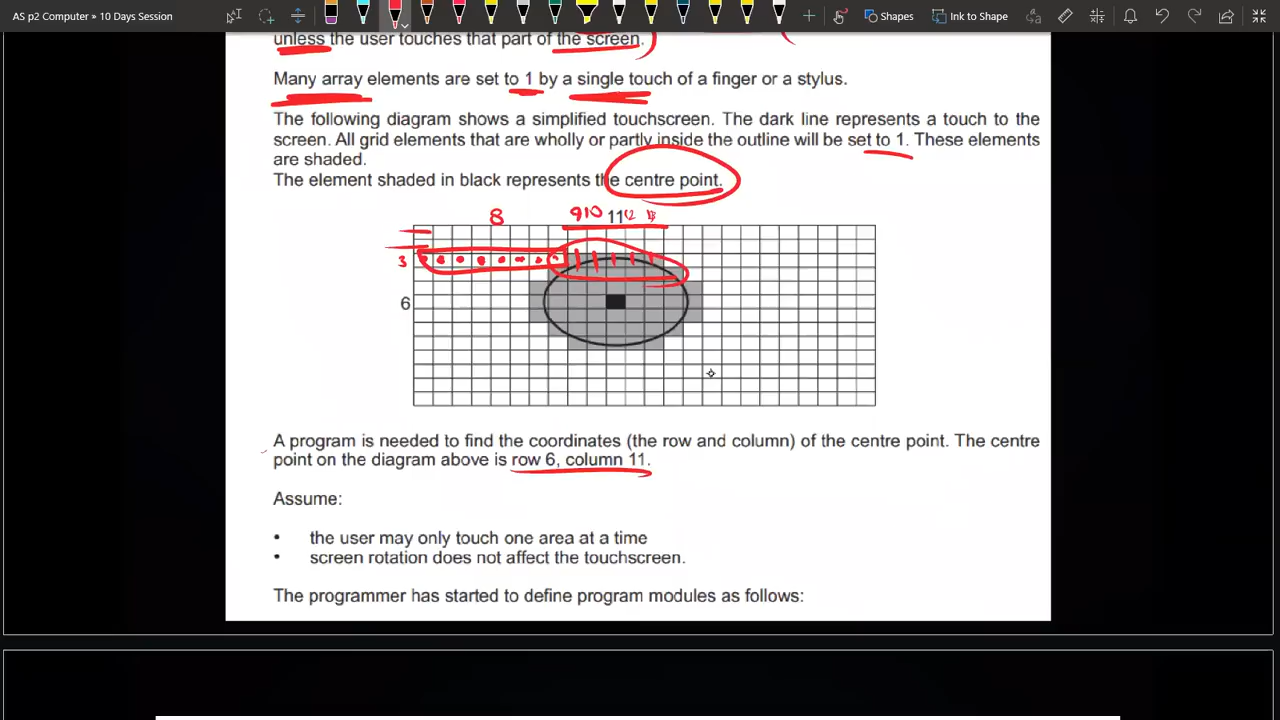 AS p2 Computer » 10 Days Session
Shapes
Ink to Shape
unless the user touches that part of the screen.
Many array elements are set to 1 by a single touch of a finger or a stylus.
The following diagram shows a simplified touchscreen. The dark line represents a touch to the
screen. All grid elements that are wholly or partly inside the outline will be set to 1. These elements
are shaded.
The element shaded in black represents the centre point.
8 9 10 11 12
3
6
A program is needed to find the coordinates (the row and column) of the centre point. The centre
point on the diagram above is row 6, column 11.
Assume:
• the user may only touch one area at a time
• screen rotation does not affect the touchscreen.
The programmer has started to define program modules as follows: